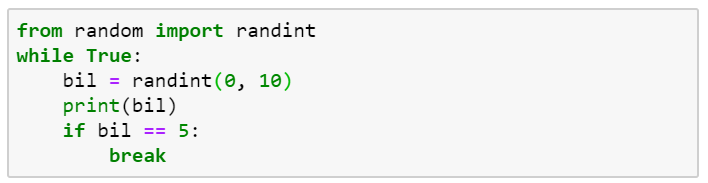 from random import randint
while True:
    bil = randint(0, 10)
    print(bil)
    if bil == 5:
        break